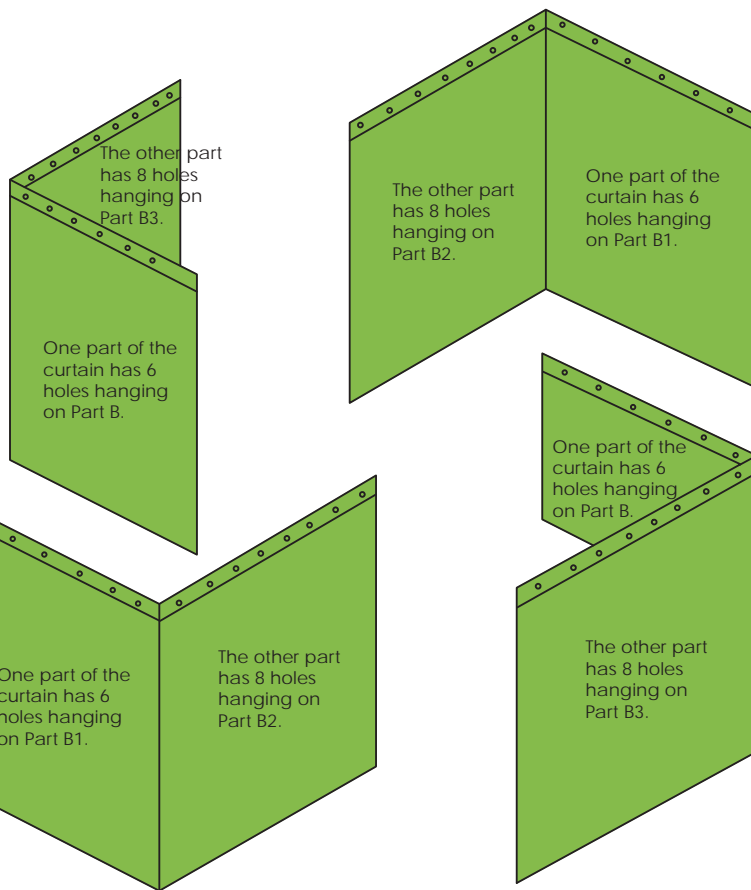 The other part
has 8 holes
hanging on
Part B3.
One part of the
curtain has 6
holes hanging
on Part B.
The other part
has 8 holes
hanging on
Part B2.
One part of the
curtain has 6
holes hanging
on Part B1.
One part of the
curtain has 6
holes hanging
on Part B.
One part of the
curtain has 6
holes hanging
on Part B1.
The other part
has 8 holes
hanging on
Part B2.
The other part
has 8 holes
hanging on
Part B3.